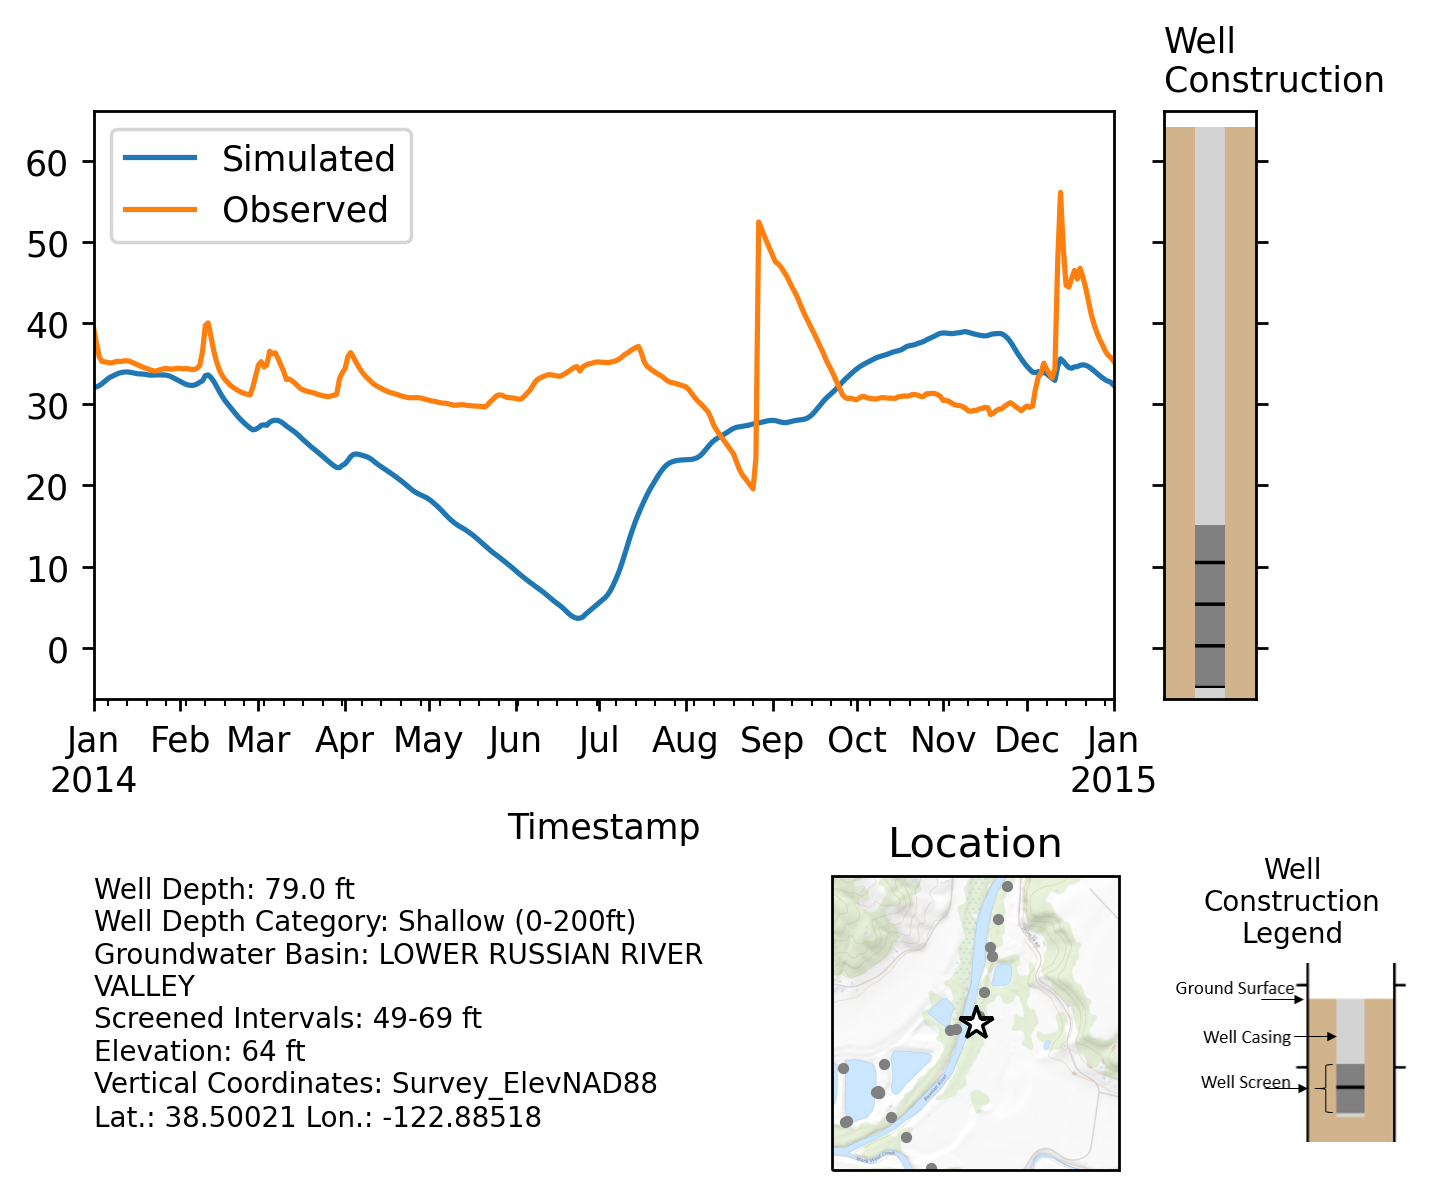 Well
Construction
Simulated
Observed
60
50
40
30
20
10
0
Jan Feb Mar Apr May Jun Jul Aug Sep Oct Nov Dec Jan
2014 2015
Timestamp
Location
Well Depth: 79.0 ft
Well Depth Category: Shallow (0-200ft)
Groundwater Basin: LOWER RUSSIAN RIVER
VALLEY
Screened Intervals: 49-69 ft
Elevation: 64 ft
Vertical Coordinates: Survey_ElevNAD88
Lat.: 38.50021 Lon.: -122.88518
Well
Construction
Legend
Ground Surface
Well Casing
Well Screen